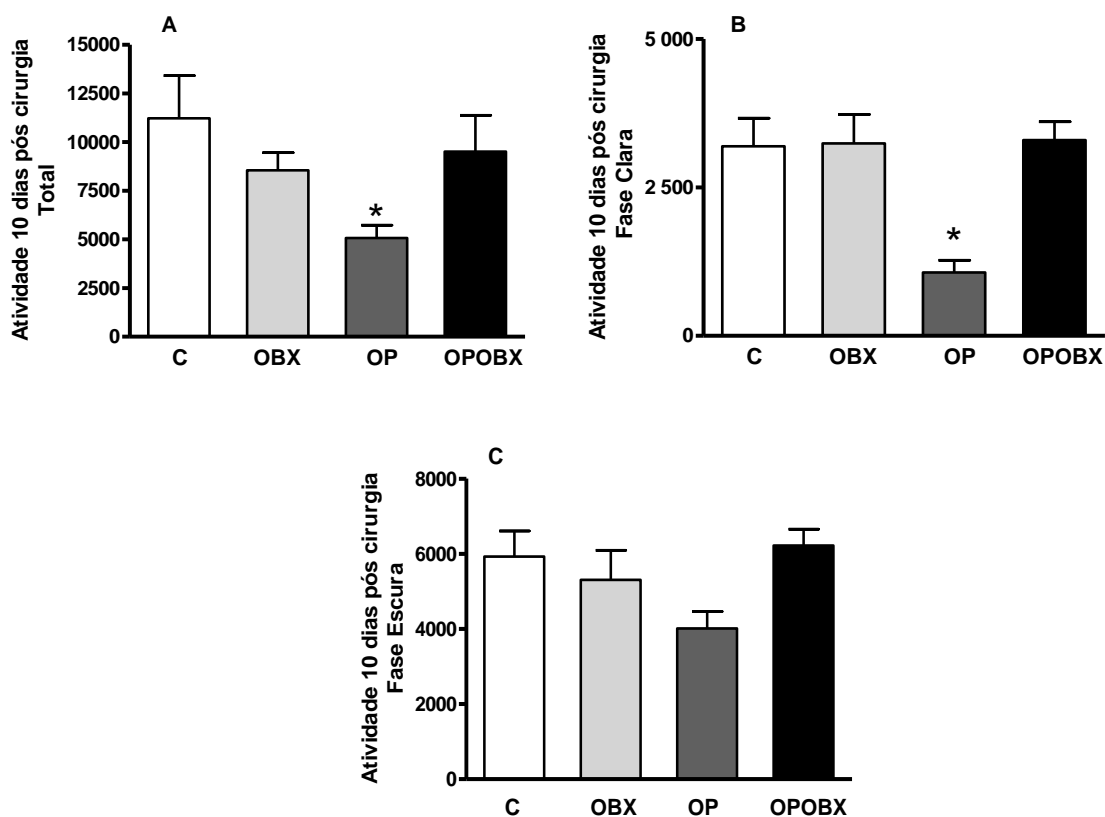 A
Atividade 10 dias pós cirurgia
Total
15000
12500
10000
7500
5000
2500
0
*
C OBX OP OPOBX
B
Atividade 10 dias pós cirurgia
Fase Clara
5 000
2 500
0
*
C OBX OP OPOBX
C
Atividade 10 dias pós cirurgia
Fase Escura
8000
6000
4000
2000
0
C OBX OP OPOBX